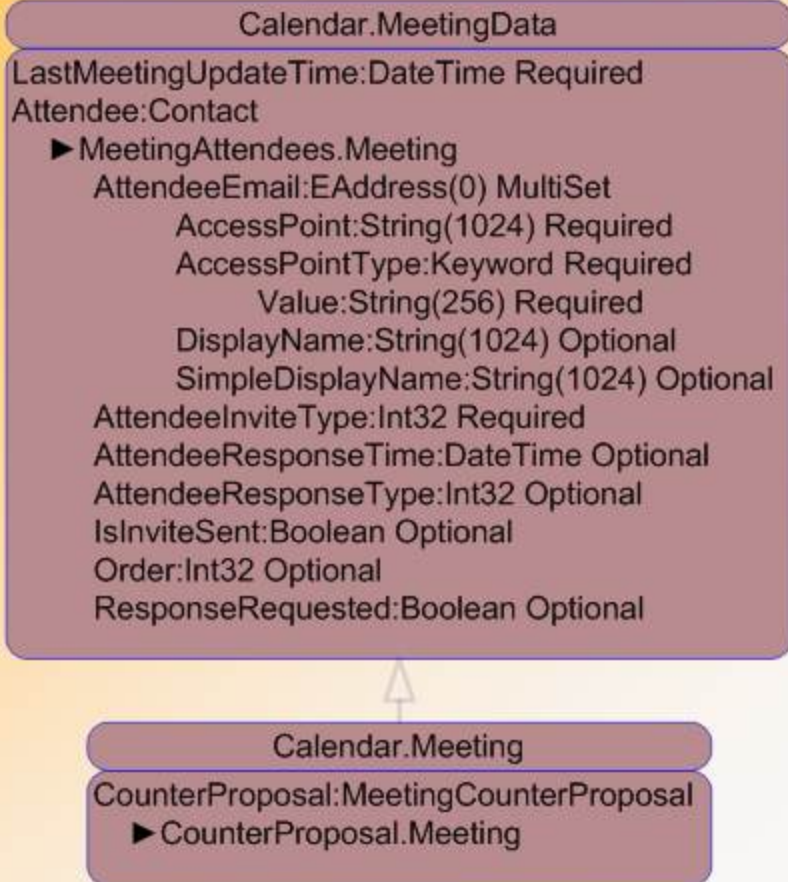 Calendar.MeetingData
LastMeetingUpdateTime:DateTime Required
Attendee:Contact
►MeetingAttendees.Meeting
AttendeeEmail:EAddress(0) MultiSet
AccessPoint:String(1024) Required
AccessPointType:Keyword Required
Value:String(256) Required
DisplayName:String(1024) Optional
SimpleDisplayName:String(1024) Optional
AttendeeInviteType:Int32 Required
AttendeeResponseTime:DateTime Optional
AttendeeResponseType:Int32 Optional
IsInviteSent:Boolean Optional
Order:Int32 Optional
ResponseRequested:Boolean Optional
Calendar.Meeting
CounterProposal:MeetingCounterProposal
►CounterProposal.Meeting